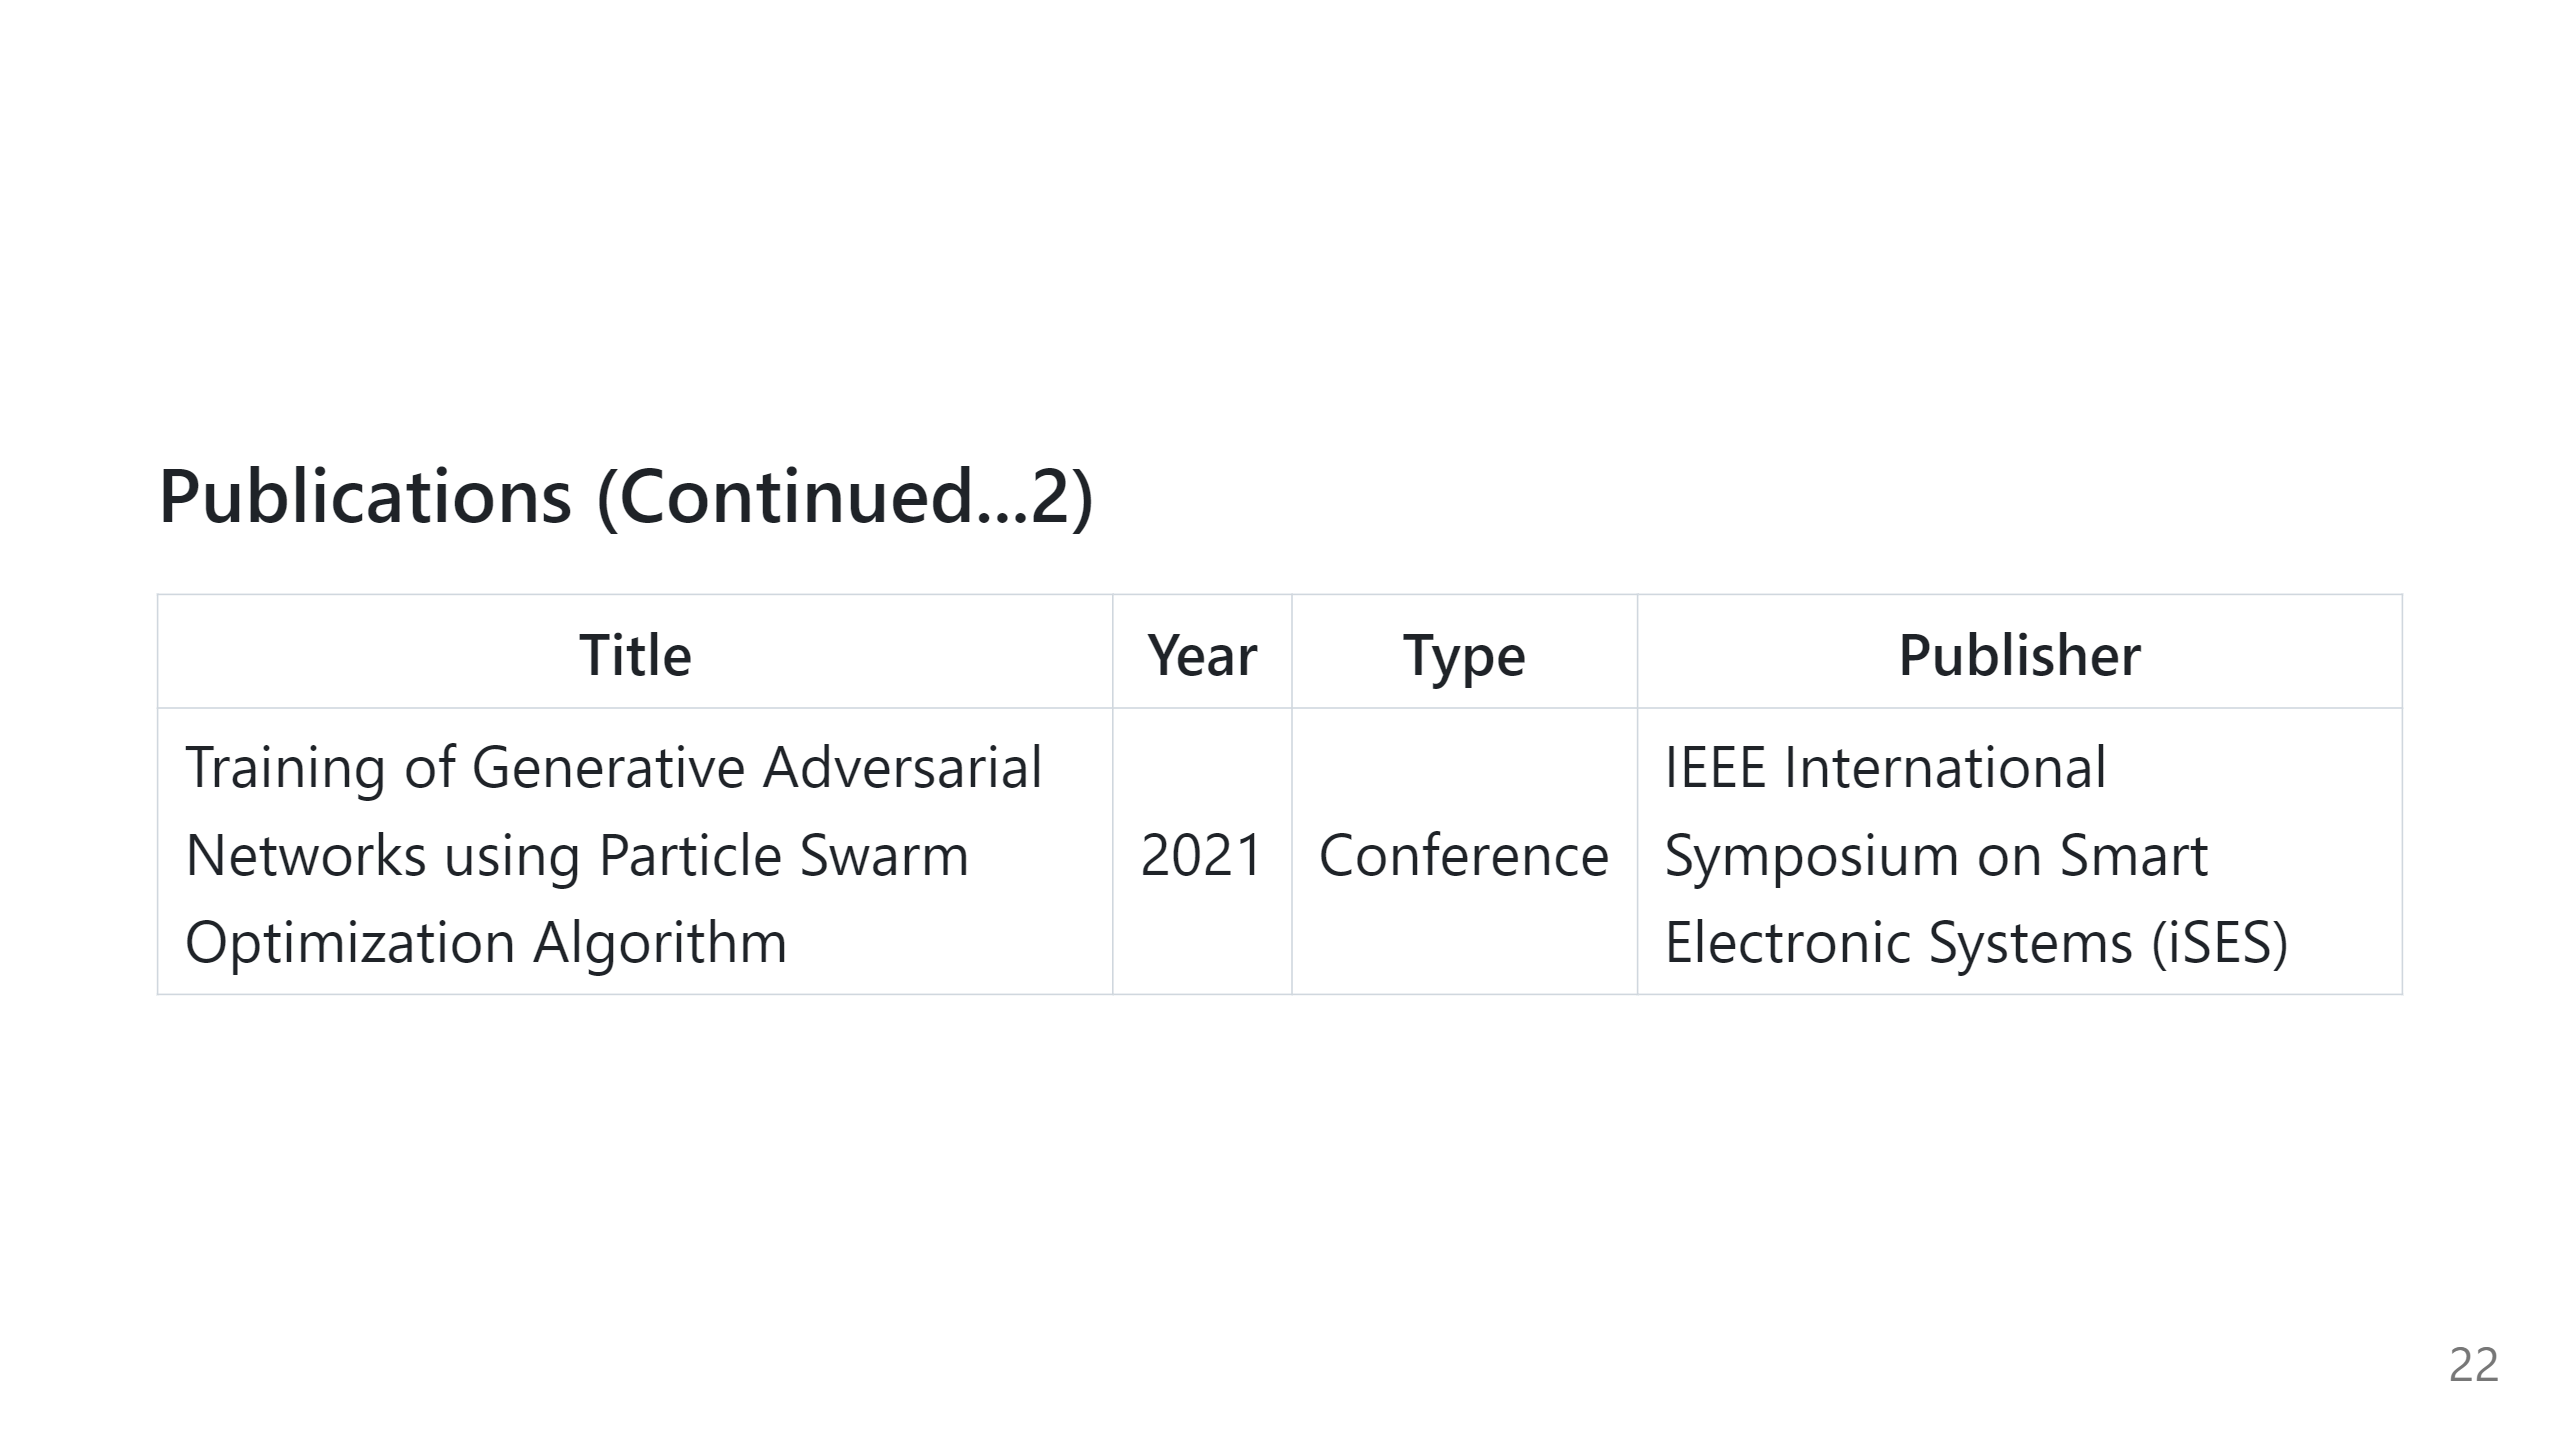 Publications (Continued...2)
Title Year Type Publisher
Training of Generative Adversarial
Networks using Particle Swarm
Optimization Algorithm
2021
Conference
IEEE International
Symposium on Smart
Electronic Systems (iSES)
22